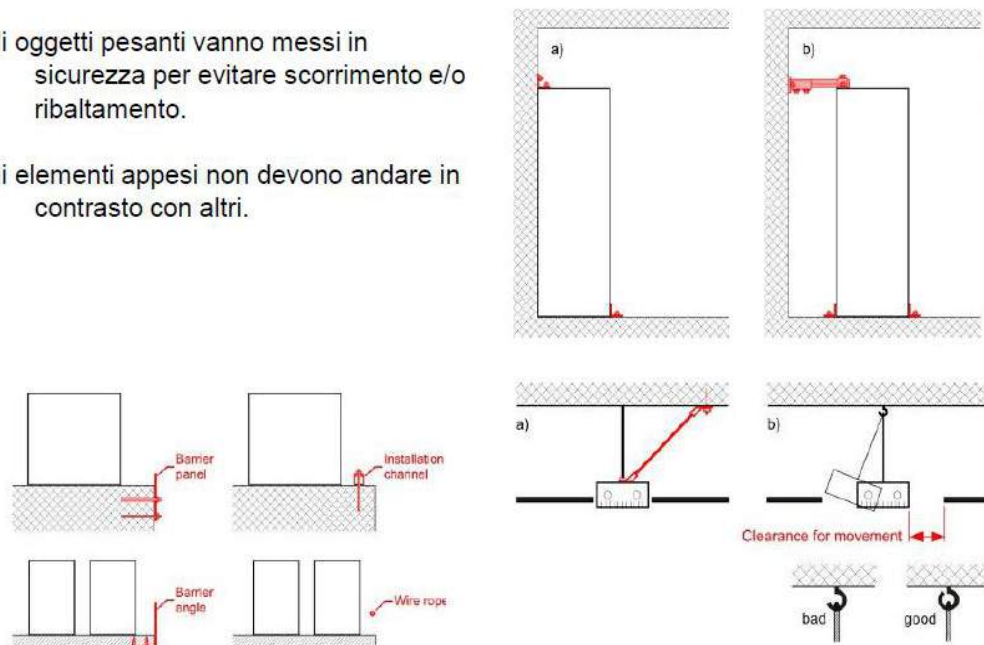 i oggetti pesanti vanno messi in
sicurezza per evitare scorrimento e/o
ribaltamento.
i elementi appesi non devono andare in
contrasto con altri.
a)
b)
Barrier
panel
Installation
channel
Barrier
angle
Wire rope
a)
b)
Clearance for movement
bad
good